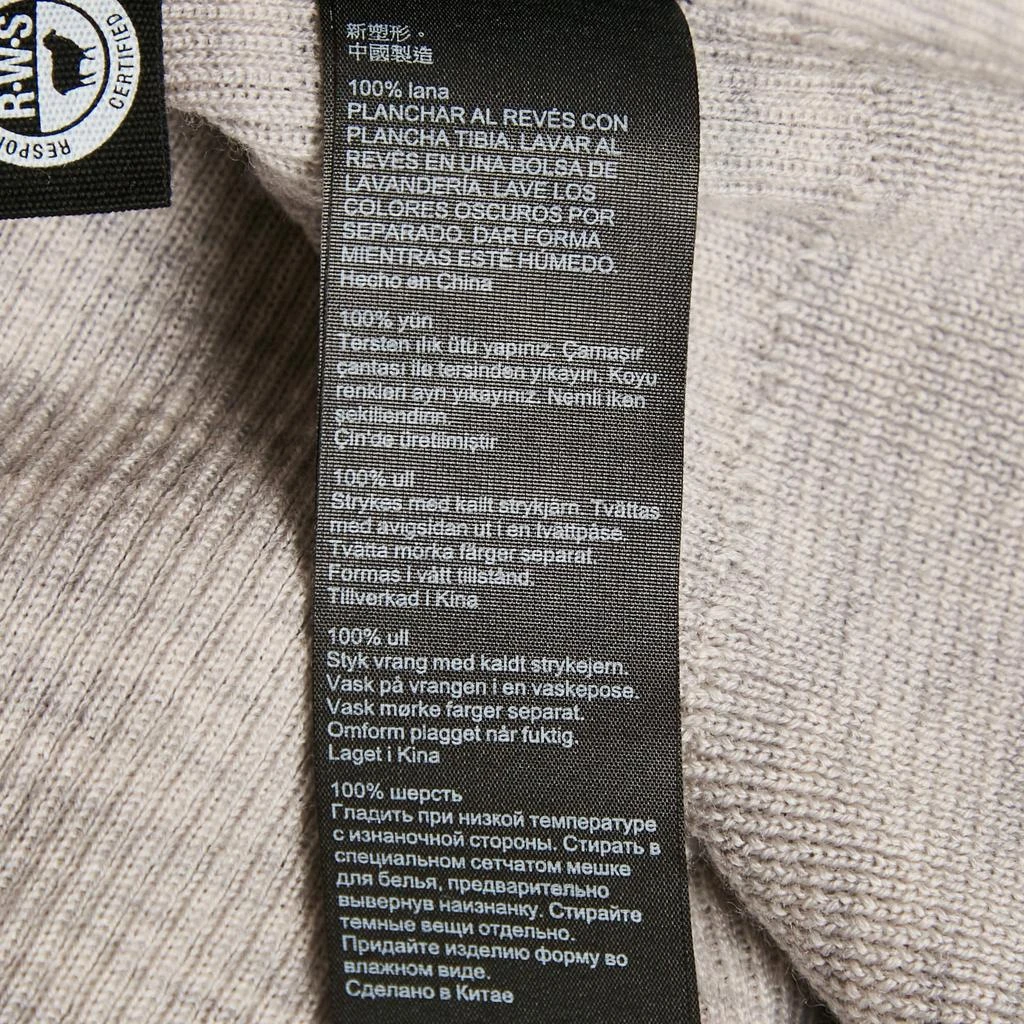 R·W·S
CERTIFIED
RESPO
新塑形。
中國製造
100% lana
PLANCHAR AL REVÉS CON
PLANCHA TIBIA. LAVAR AL
REVÉS EN UNA BOLSA DE
LAVANDERÍA. LAVE LOS
COLORES OSCUROS POR
SEPARADO. DAR FORMA
MIENTRAS ESTÉ HÚMEDO.
Hecho en China
100% yün
Tersten ılık ütü yapınız. Çamaşır
çantası ile tersinden yıkayın. Koyu
renkleri ayrı yıkayınız. Nemli iken
şekillendirin.
Çin'de üretilmiştir
100% ull
Strykes med kallt strykjärn. Tvättas
med avigsidan ut i en tvättpåse.
Tvätta mörka färger separat.
Formas i vått tillstånd.
Tillverkad i Kina
100% ull
Styk vrang med kaldt strykejern.
Vask på vrangen i en vaskepose.
Vask mørke farger separat.
Omform plagget når fuktig.
Laget i Kina
100% шерсть
Гладить при низкой температуре
с изнаночной стороны. Стирать в
специальном сетчатом мешке
для белья, предварительно
вывернув наизнанку. Стирайте
темные вещи отдельно.
Придайте изделию форму во
влажном виде.
Сделано в Китае